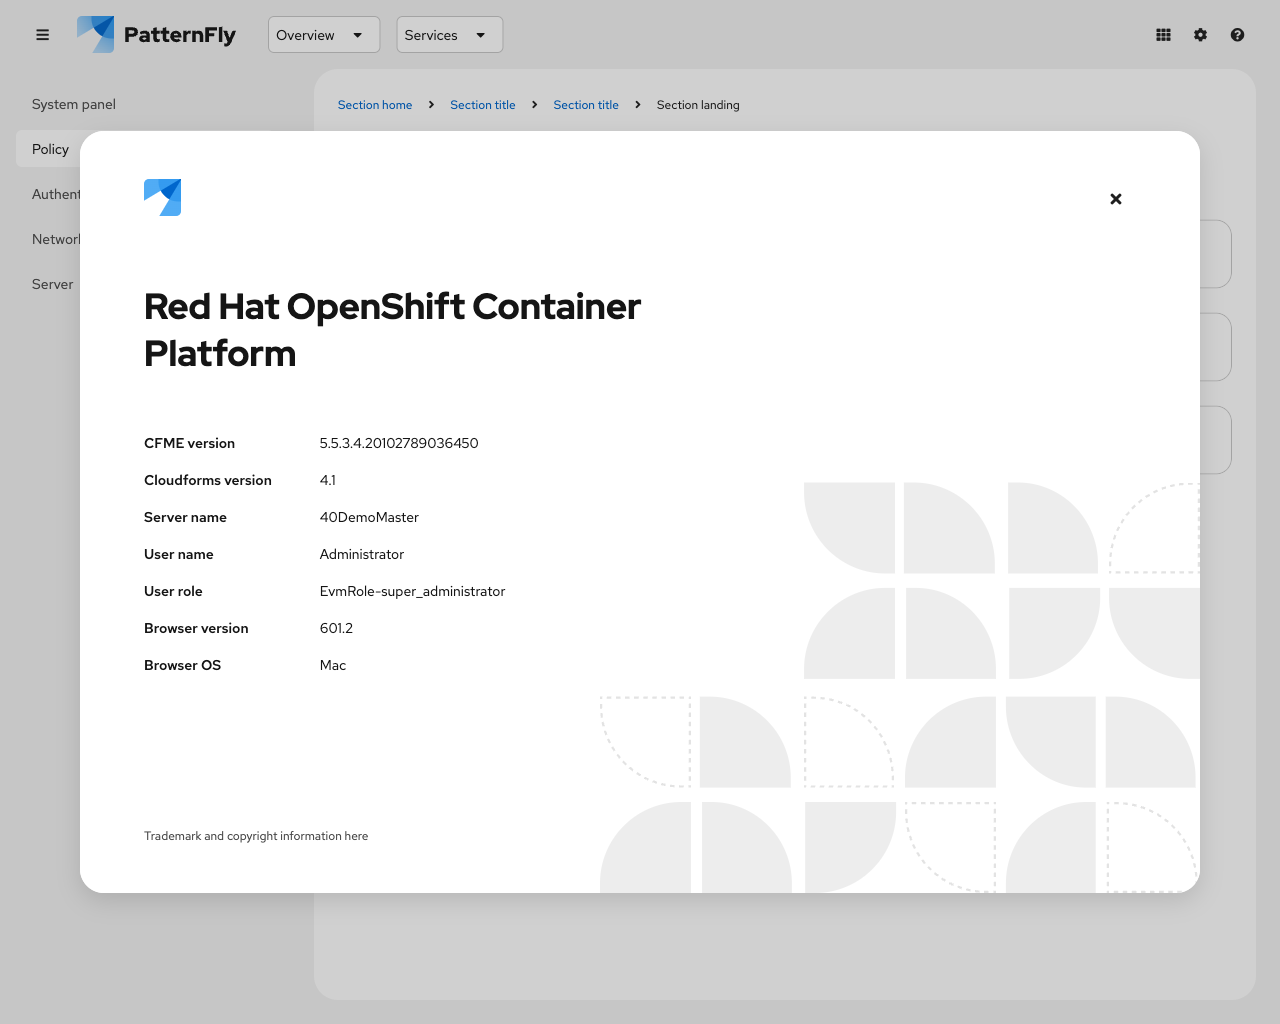 PatternFly
Overview
Services
System panel
Section home
Section title
Section title
Section landing
Policy
Server
Red Hat OpenShift Container
Platform
CFME version 5.5.3.4.20102789036450
Cloudforms version 4.1
Server name 40DemoMaster
User name Administrator
User role EvmRole-super_administrator
Browser version 601.2
Browser OS Mac
Trademark and copyright information here